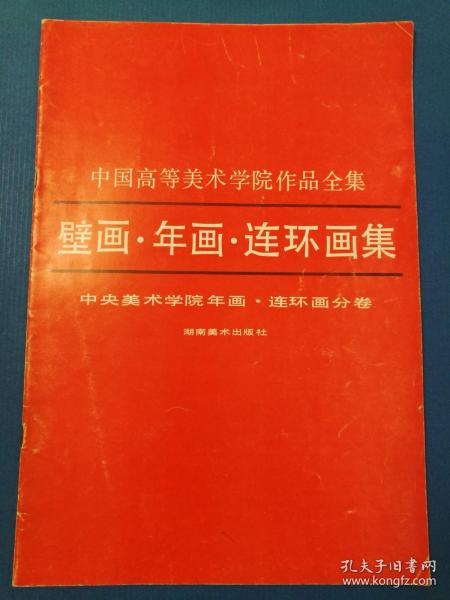 中国高等美术学院作品全集
壁画·年画·连环画集
中央美术学院年画·连环画分卷
湖南美术出版社
孔夫子旧书网
www.kongfz.com